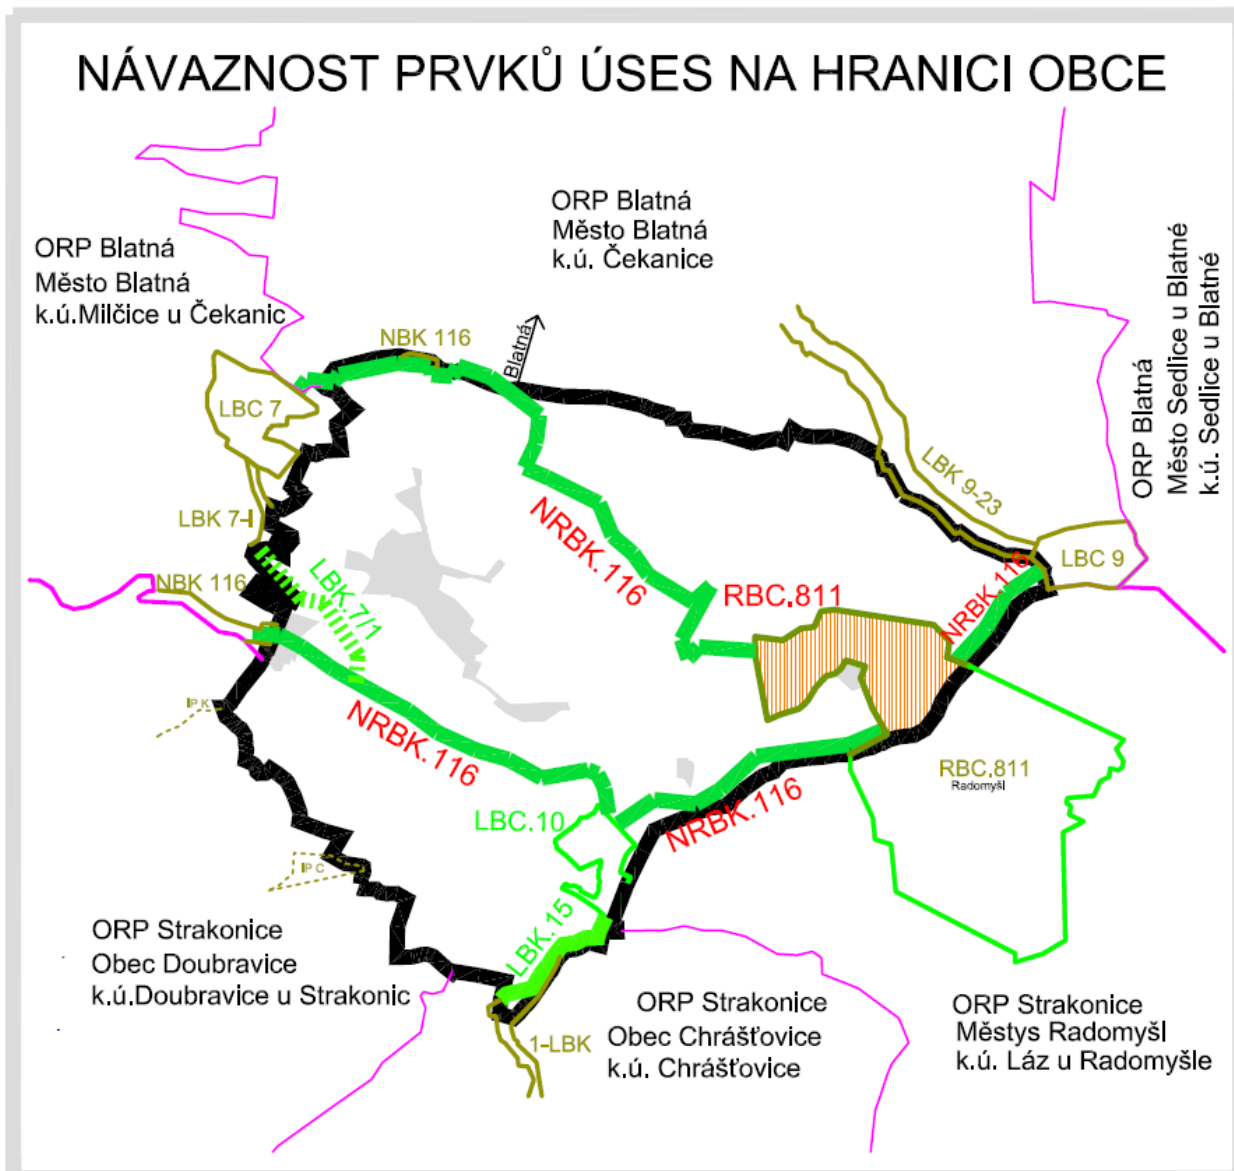 NÁVAZNOST PRVKŮ ÚSES NA HRANICI OBCE
ORP Blatná
Město Blatná
k.ú. Čekanice
ORP Blatná
Město Blatná
k.ú.Milčice u Čekanic
ORP Blatná
Město Sedlice u Blatné
k.ú. Sedlice u Blatné
NBK 116
Blatná
LBC 7
LBK 9-23
LBK 7-I
NRBK.116
LBC 9
NBK 116
LBK.7/1
RBC.811
NRBK.116
IP K
NRBK.116
RBC.811
Radomyšl
LBC.10
NRBK.116
IP C
LBK.15
ORP Strakonice
Obec Doubravice
k.ú.Doubravice u Strakonic
1-LBK
ORP Strakonice
Obec Chrášťovice
k.ú. Chrášťovice
ORP Strakonice
Městys Radomyšl
k.ú. Láz u Radomyšle